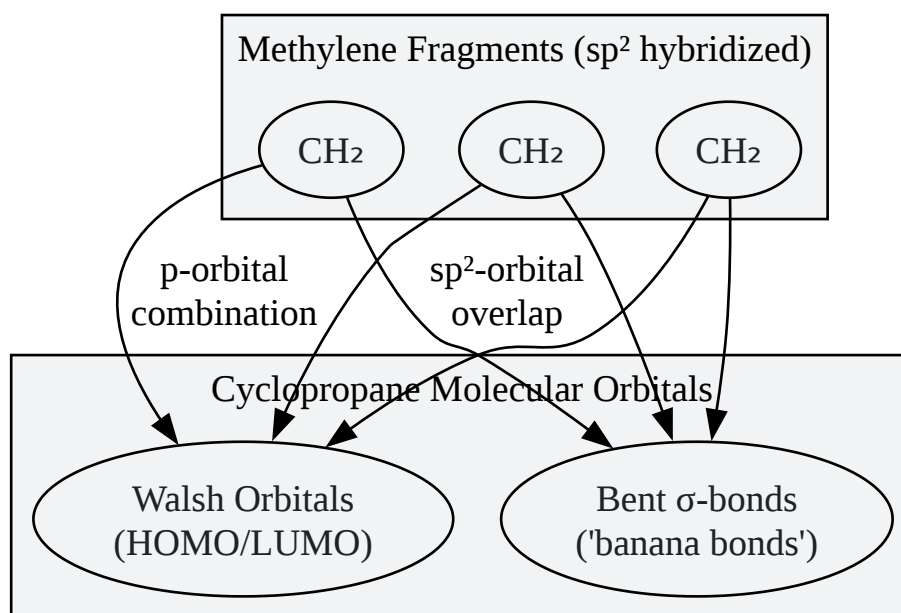 Methylene Fragments (sp² hybridized)
CH₂
CH₂
CH₂
p-orbital
combination
sp²-orbital
overlap
Cyclopropane Molecular Orbitals
Walsh Orbitals
(HOMO/LUMO)
Bent σ-bonds
('banana bonds')